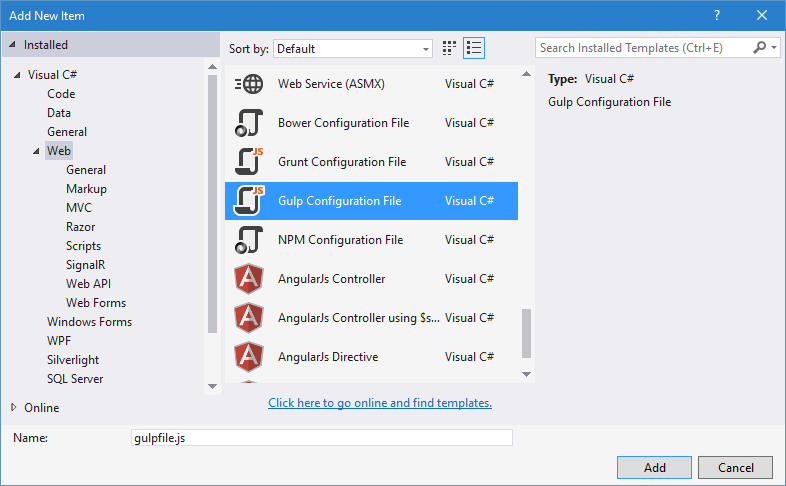 Add New Item
?
Installed
Sort by: Default
Search Installed Templates (Ctrl+E)
Visual C#
Code
Data
General
Web
General
Markup
MVC
Razor
Scripts
SignalR
Web API
Web Forms
Windows Forms
WPF
Silverlight
SQL Server
Online
Web Service (ASMX) Visual C#
Bower Configuration File Visual C#
JS
Grunt Configuration File Visual C#
JS
Gulp Configuration File Visual C#
NPM Configuration File Visual C#
A
AngularJs Controller Visual C#
A
AngularJs Controller using $s... Visual C#
A
AngularJs Directive Visual C#
Click here to go online and find templates.
Type: Visual C#
Gulp Configuration File
Name: gulpfile.js
Add Cancel